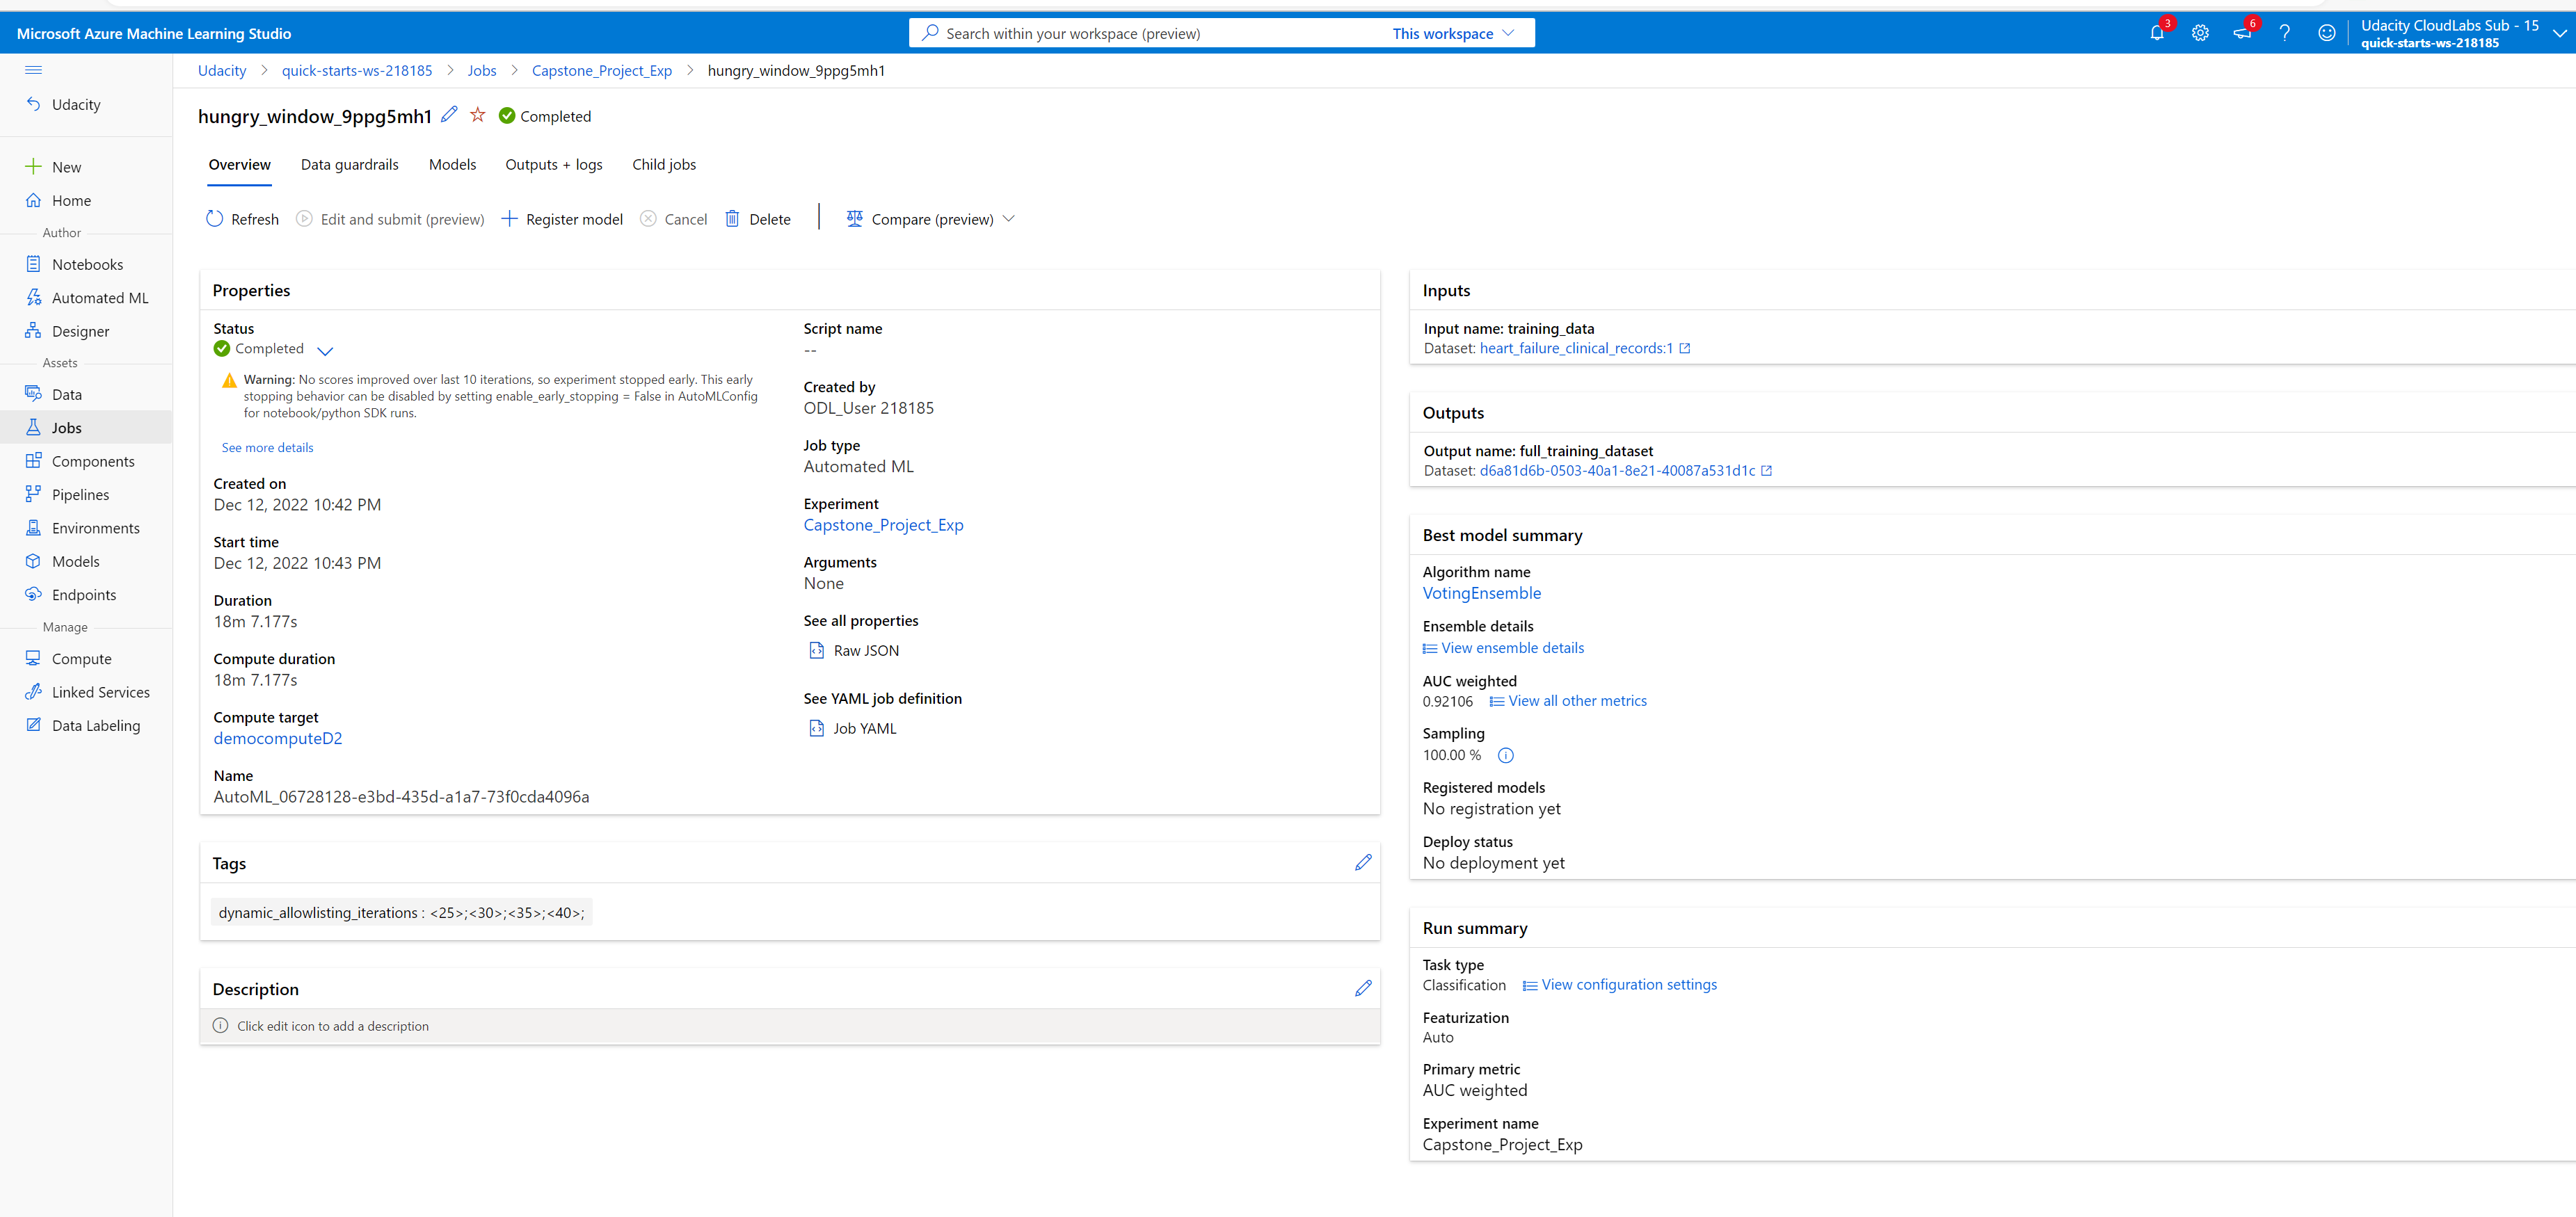 Microsoft Azure Machine Learning Studio
Search within your workspace (preview)
This workspace
3
6
Udacity CloudLabs Sub - 15
quick-starts-ws-218185
Udacity > quick-starts-ws-218185 > Jobs > Capstone_Project_Exp > hungry_window_9ppg5mh1
Udacity
New
Home
Author
Notebooks
Automated ML
Designer
Assets
Data
Jobs
Components
Pipelines
Environments
Models
Endpoints
Manage
Compute
Linked Services
Data Labeling
hungry_window_9ppg5mh1 Completed
Overview Data guardrails Models Outputs + logs Child jobs
Refresh Edit and submit (preview) Register model Cancel Delete Compare (preview)
Properties
Status
Completed
Warning: No scores improved over last 10 iterations, so experiment stopped early. This early
stopping behavior can be disabled by setting enable_early_stopping = False in AutoMLConfig
for notebook/python SDK runs.
See more details
Created on
Dec 12, 2022 10:42 PM
Start time
Dec 12, 2022 10:43 PM
Duration
18m 7.177s
Compute duration
18m 7.177s
Compute target
democomputeD2
Name
AutoML_06728128-e3bd-435d-a1a7-73f0cda4096a
Script name
--
Created by
ODL_User 218185
Job type
Automated ML
Experiment
Capstone_Project_Exp
Arguments
None
See all properties
Raw JSON
See YAML job definition
Job YAML
Tags
dynamic_allowlisting_iterations : <25>;<30>;<35>;<40>;
Description
Click edit icon to add a description
Inputs
Input name: training_data
Dataset: heart_failure_clinical_records:1
Outputs
Output name: full_training_dataset
Dataset: d6a81d6b-0503-40a1-8e21-40087a531d1c
Best model summary
Algorithm name
VotingEnsemble
Ensemble details
View ensemble details
AUC weighted
0.92106 View all other metrics
Sampling
100.00 %
Registered models
No registration yet
Deploy status
No deployment yet
Run summary
Task type
Classification View configuration settings
Featurization
Auto
Primary metric
AUC weighted
Experiment name
Capstone_Project_Exp